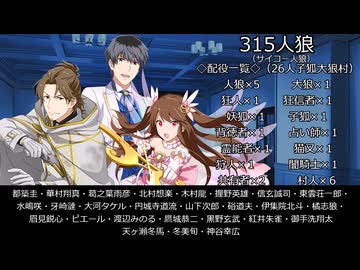 315人狼
(サイコー人狼)
◇配役一覧◇(26人子狐大狼村)
人狼×5 大狼×1
狂人×1 狂信者×1
妖狐×1 子狐×1
背徳者×1 占い師×1
霊能者×1 猫又×1
狩人×1 闇騎士×1
共有者×2 村人×6
都築圭・華村翔真・葛之葉雨彦・北村想楽・木村龍・握野英雄・信玄誠司・東雲荘一郎・
水嶋咲・牙崎漣・大河タケル・円城寺道流・山下次郎・硲道夫・伊集院北斗・橘志狼・
眉見鋭心・ピエール・渡辺みのる・鷹城恭二・黒野玄武・紅井朱雀・御手洗翔太
天ヶ瀬冬馬・冬美旬・神谷幸広